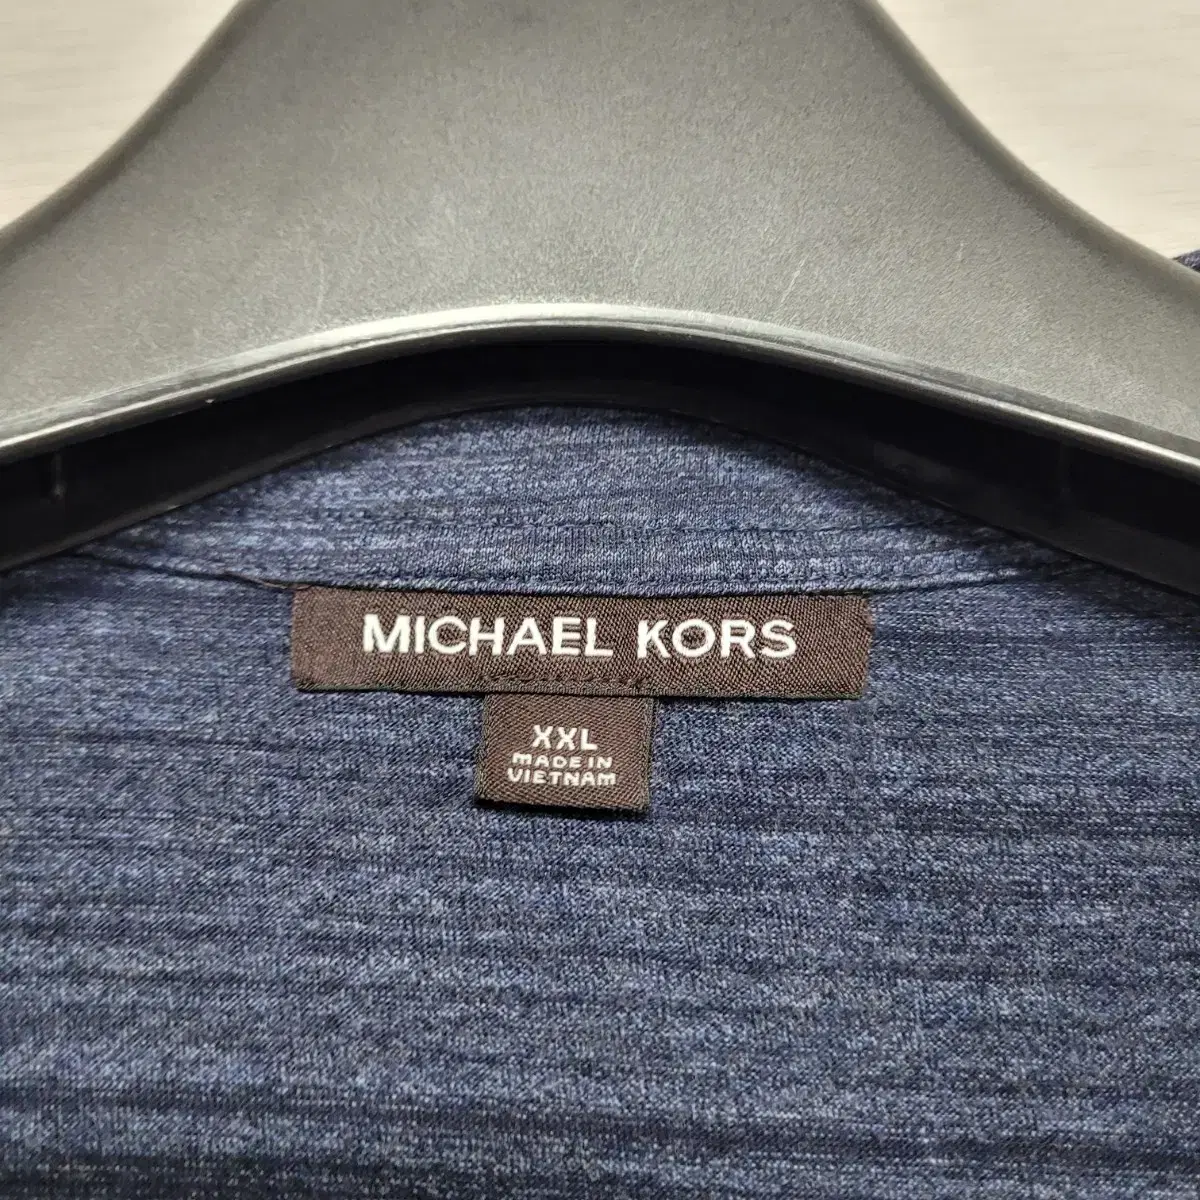 MICHAEL KORS
XXL
MADE IN
VIETNAM